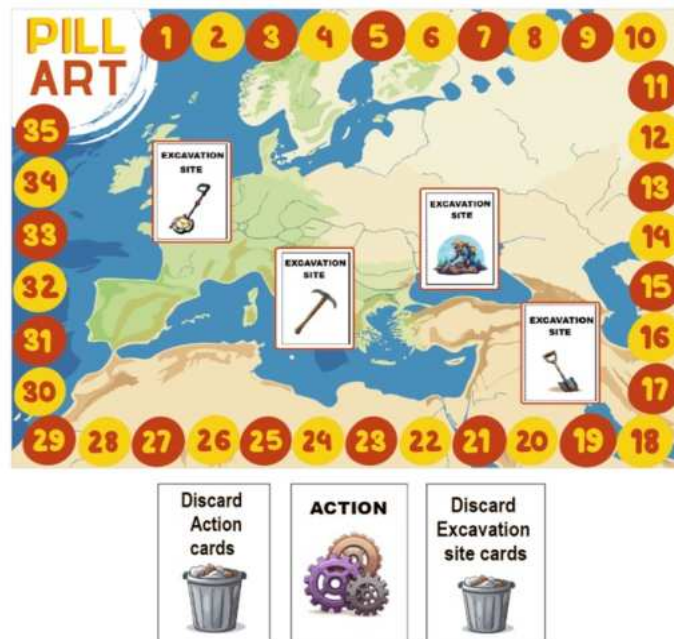 PILL
ART
1 2 3 4 5 6 7 8 9 10
11
12
13
14
15
16
17
18
19
20
21
22
23
24
25
26
27
28
29
30
31
32
33
34
35
EXCAVATION
SITE
EXCAVATION
SITE
EXCAVATION
SITE
EXCAVATION
SITE
Discard
Action
cards
ACTION
Discard
Excavation
site cards